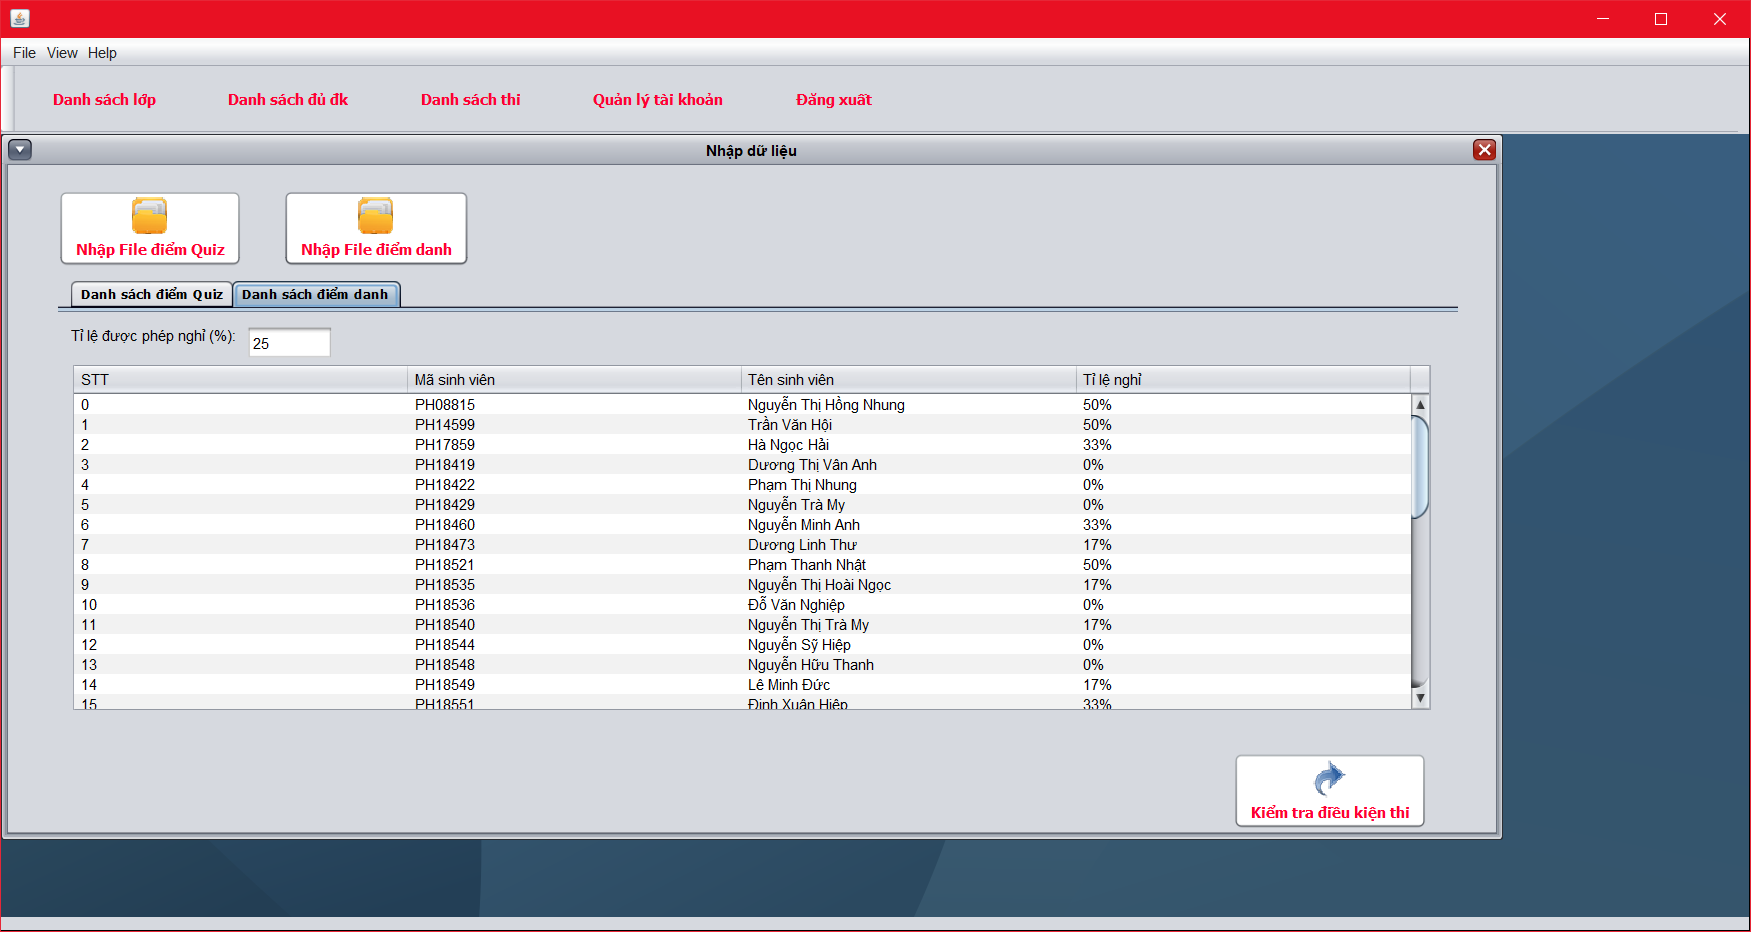 File View Help
Danh sách lớp Danh sách đủ đk Danh sách thi Quản lý tài khoản Đăng xuất
Nhập dữ liệu
Nhập File điểm Quiz Nhập File điểm danh
Danh sách điểm Quiz Danh sách điểm danh
Tỉ lệ được phép nghỉ (%): 25
STT Mã sinh viên Tên sinh viên Tỉ lệ nghỉ
0 PH08815 Nguyễn Thị Hồng Nhung 50%
1 PH14599 Trần Văn Hội 50%
2 PH17859 Hà Ngọc Hải 33%
3 PH18419 Dương Thị Vân Anh 0%
4 PH18422 Phạm Thị Nhung 0%
5 PH18429 Nguyễn Trà My 0%
6 PH18460 Nguyễn Minh Anh 33%
7 PH18473 Dương Linh Thư 17%
8 PH18521 Phạm Thanh Nhật 50%
9 PH18535 Nguyễn Thị Hoài Ngọc 17%
10 PH18536 Đỗ Văn Nghiệp 0%
11 PH18540 Nguyễn Thị Trà My 17%
12 PH18544 Nguyễn Sỹ Hiệp 0%
13 PH18548 Nguyễn Hữu Thanh 0%
14 PH18549 Lê Minh Đức 17%
15 PH18551 Đinh Xuân Hiệp 33%
Kiểm tra điều kiện thi